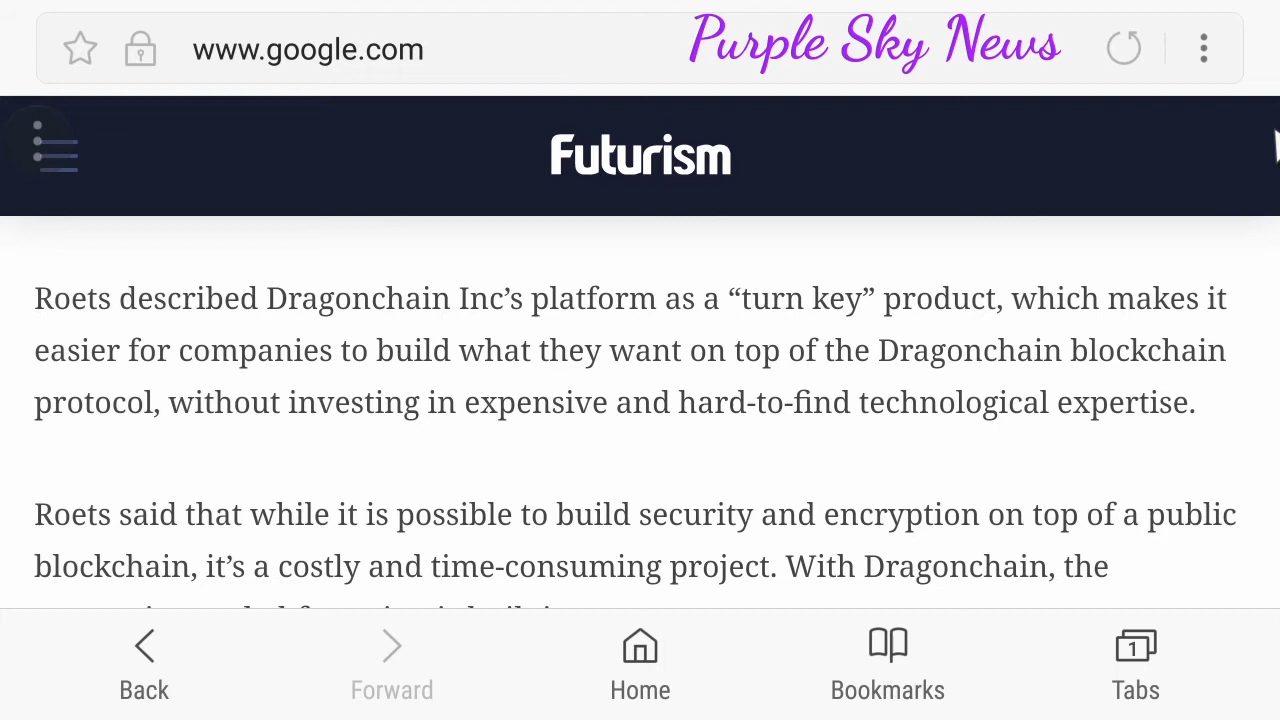 www.google.com
Purple Sky News
Futurism
Roets described Dragonchain Inc’s platform as a “turn key” product, which makes it
easier for companies to build what they want on top of the Dragonchain blockchain
protocol, without investing in expensive and hard-to-find technological expertise.
Roets said that while it is possible to build security and encryption on top of a public
blockchain, it’s a costly and time-consuming project. With Dragonchain, the
Back
Forward
Home
Bookmarks
1
Tabs